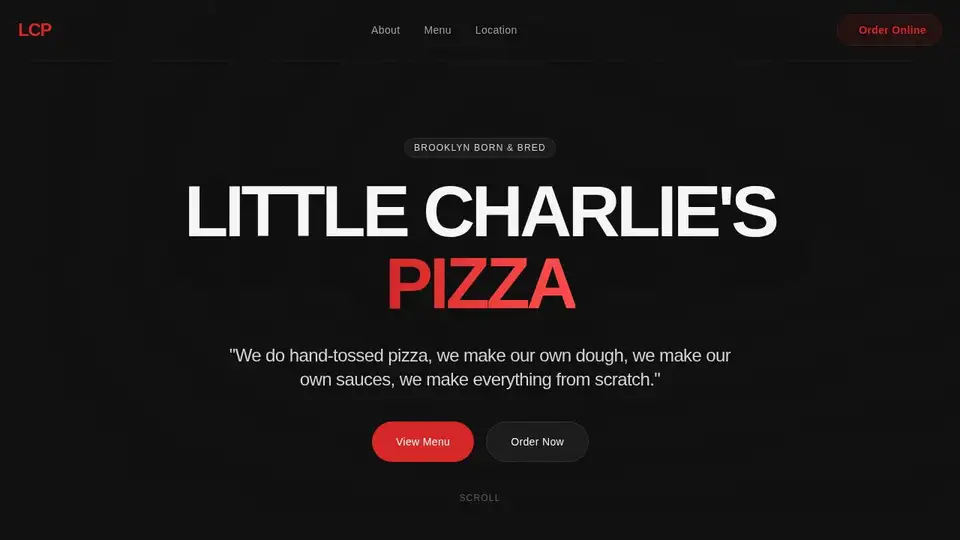 LCP
About
Menu
Location
Order Online
BROOKLYN BORN & BRED
LITTLE CHARLIE'S
PIZZA
"We do hand-tossed pizza, we make our own dough, we make our
own sauces, we make everything from scratch."
View Menu
Order Now
SCROLL